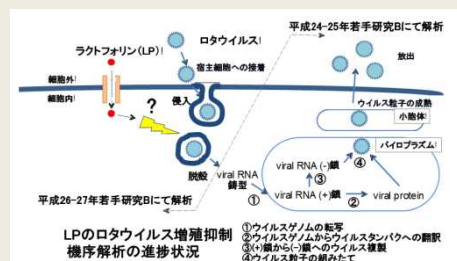 平成24-25年若手研究Bにて解析
ラクトフォリン(LP)
ロタウイルス
放出
宿主細胞への接着
細胞外
細胞内
侵入
ウイルス粒子の成熟
小胞体
?
バイロプラズム
脱殻
viral RNA
鋳型
viral RNA (-)鎖
④
③
①
viral RNA (+)鎖
②
viral protein
平成26-27年若手研究Bにて解析
LPのロタウイルス増殖抑制
機序解析の進捗状況
①ウイルスゲノムの転写
②ウイルスゲノムからウイルスタンパクへの翻訳
③(+)鎖から(-)鎖へのウイルス複製
④ウイルス粒子の組みたて